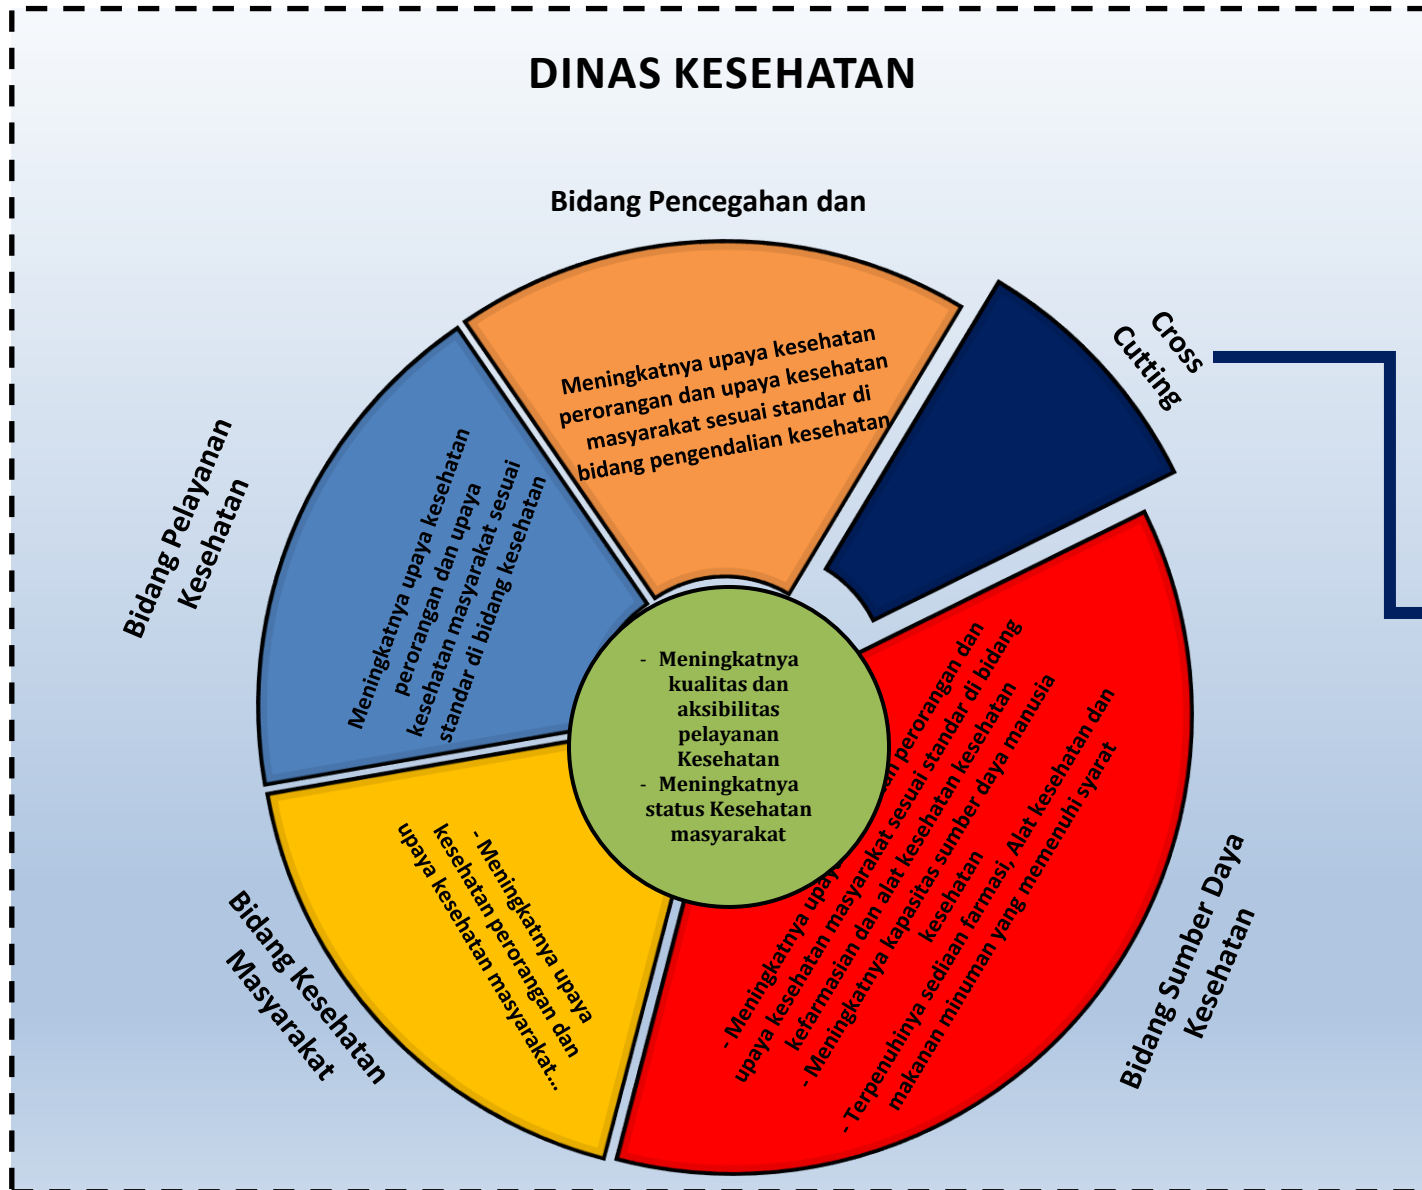 DINAS KESEHATAN
Bidang Pencegahan dan
Meningkatnya upaya kesehatan
perorangan dan upaya kesehatan
masyarakat sesuai standar di
bidang pengendalian kesehatan
Cross
Cutting
Bidang Pelayanan
Kesehatan
Meningkatnya upaya kesehatan
perorangan dan upaya
kesehatan masyarakat sesuai
standar di bidang kesehatan
- Meningkatnya
kualitas dan
aksibilitas
pelayanan
Kesehatan
- Meningkatnya
status Kesehatan
masyarakat
- Meningkatnya upaya
kesehatan perorangan dan
upaya kesehatan masyarakat...
Bidang Kesehatan
Masyarakat
- Meningkatnya upaya perorangan dan
upaya kesehatan masyarakat sesuai standar di bidang
kefarmasian dan alat kesehatan kesehatan
- Meningkatnya kapasitas sumber daya manusia
kesehatan
- Terpenuhinya sediaan farmasi, Alat kesehatan dan
makanan minuman yang memenuhi syarat
Bidang Sumber Daya
Kesehatan